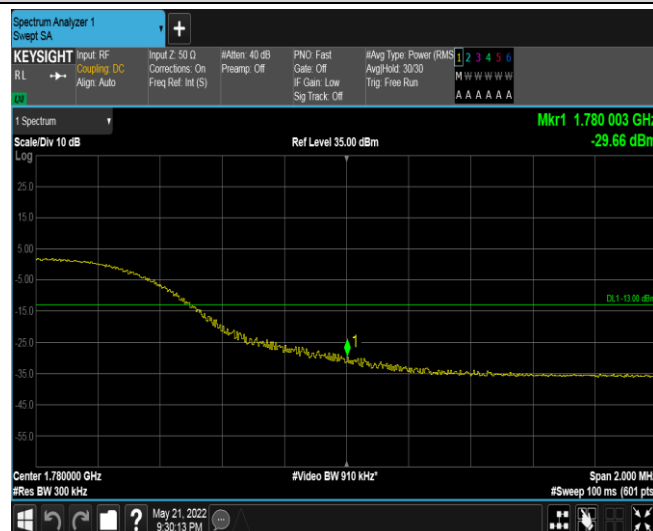 Spectrum Analyzer 1
Swept SA
+
KEYSIGHT Input: RF Input Z: 50 Ω #Atten: 40 dB PNO: Fast #Avg Type: Power (RMS 1 2 3 4 5 6
RL Coupling: DC Corrections: On Preamp: Off Gate: Off Avg|Hold: 30/30 M W W W W W
Align: Auto Freq Ref: Int (S) IF Gain: Low Trig: Free Run
Sig Track: Off A A A A A A
1 Spectrum
Mkr1 1.780 003 GHz
Scale/Div 10 dB Ref Level 35.00 dBm -29.66 dBm
Log
25.0
15.0
5.00
-5.00
DL1 -13.00 dBm
-15.0
-25.0
1
-35.0
-45.0
-55.0
Center 1.780000 GHz #Video BW 910 kHz* Span 2.000 MHz
#Res BW 300 kHz #Sweep 100 ms (601 pts
? May 21, 2022
9:30:13 PM